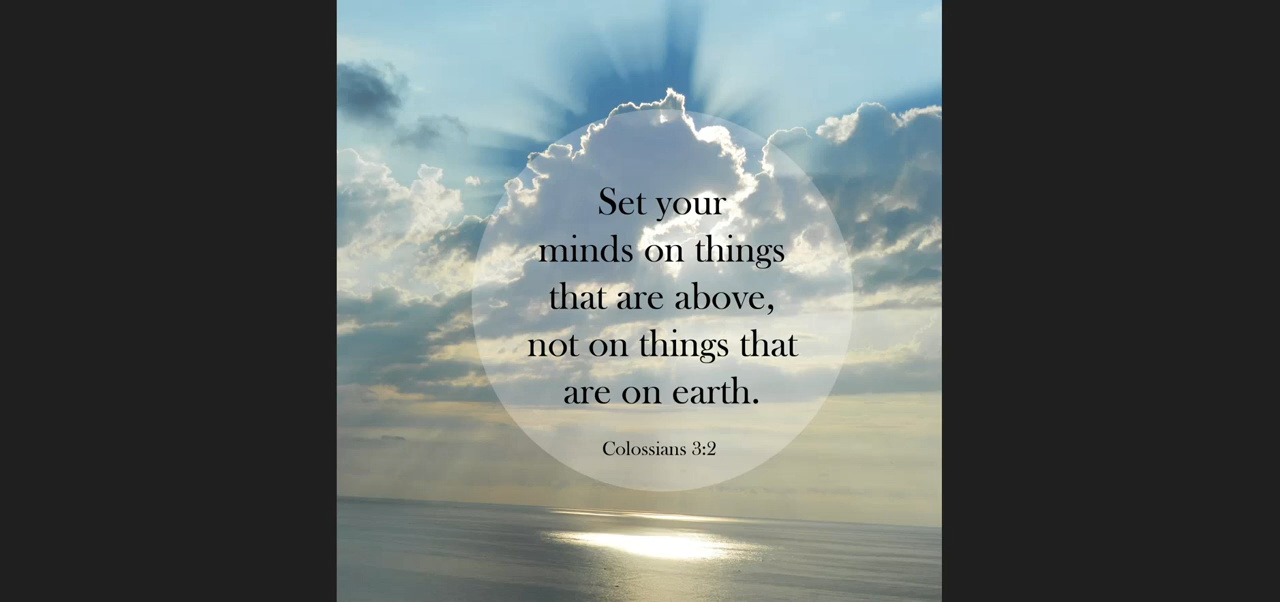 Set your
minds on things
that are above,
not on things that
are on earth.
Colossians 3:2